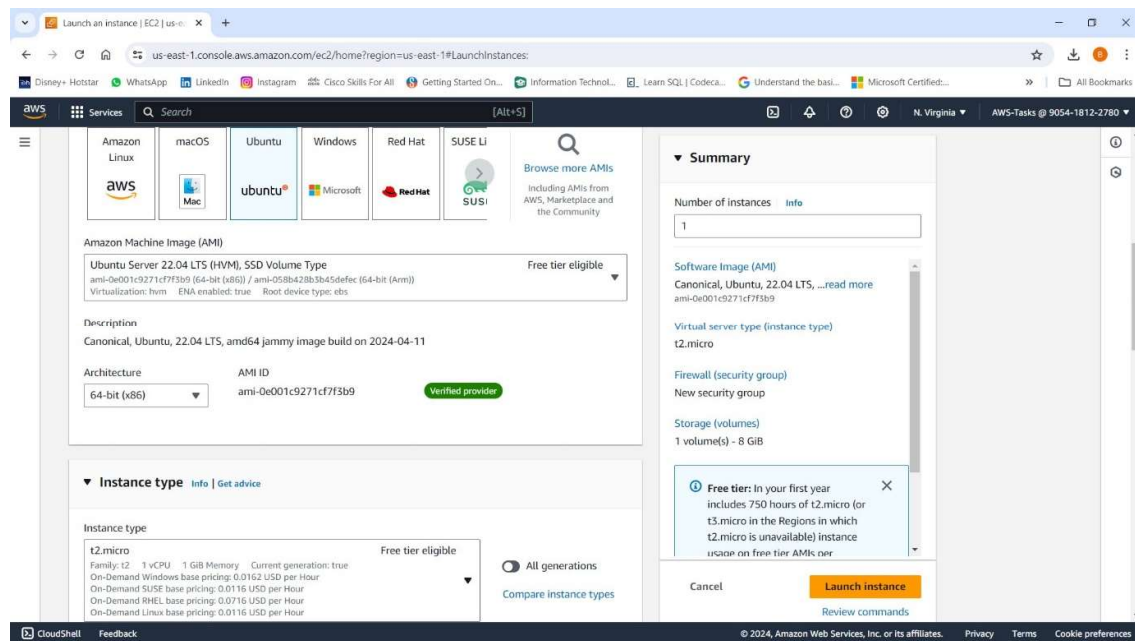 Launch an instance | EC2 | us-ea
us-east-1.console.aws.amazon.com/ec2/home?region=us-east-1#LaunchInstances:
Disney+ Hotstar WhatsApp LinkedIn Instagram Cisco Skills For All Getting Started On... Information Technol... Learn SQL | Codeca... Understand the basi... Microsoft Certified:... » All Bookmarks
aws Services Search [Alt+S] N. Virginia AWS-Tasks @ 9054-1812-2780
Amazon Linux
aws
macOS
Mac
Ubuntu
ubuntu
Windows
Microsoft
Red Hat
Red Hat
SUSE Li
SUS
Browse more AMIs
Including AMIs from
AWS, Marketplace and
the Community
Amazon Machine Image (AMI)
Ubuntu Server 22.04 LTS (HVM), SSD Volume Type Free tier eligible
ami-0e001c9271cf7f3b9 (64-bit (x86)) / ami-058b428b3b45defec (64-bit (Arm))
Virtualization: hvm ENA enabled: true Root device type: ebs
Description
Canonical, Ubuntu, 22.04 LTS, amd64 jammy image build on 2024-04-11
Architecture AMI ID
64-bit (x86) ami-0e001c9271cf7f3b9 Verified provider
Instance type Info | Get advice
Instance type
t2.micro Free tier eligible
Family: t2 1 vCPU 1 GiB Memory Current generation: true
On-Demand Windows base pricing: 0.0162 USD per Hour
On-Demand SUSE base pricing: 0.0116 USD per Hour
On-Demand RHEL base pricing: 0.0716 USD per Hour
On-Demand Linux base pricing: 0.0116 USD per Hour
All generations
Compare instance types
Summary
Number of instances Info
1
Software Image (AMI)
Canonical, Ubuntu, 22.04 LTS, ...read more
ami-0e001c9271cf7f3b9
Virtual server type (instance type)
t2.micro
Firewall (security group)
New security group
Storage (volumes)
1 volume(s) - 8 GiB
Free tier: In your first year
includes 750 hours of t2.micro (or
t3.micro in the Regions in which
t2.micro is unavailable) instance
usage on free tier AMIs per
Cancel Launch instance
Review commands
CloudShell Feedback © 2024, Amazon Web Services, Inc. or its affiliates. Privacy Terms Cookie preferences